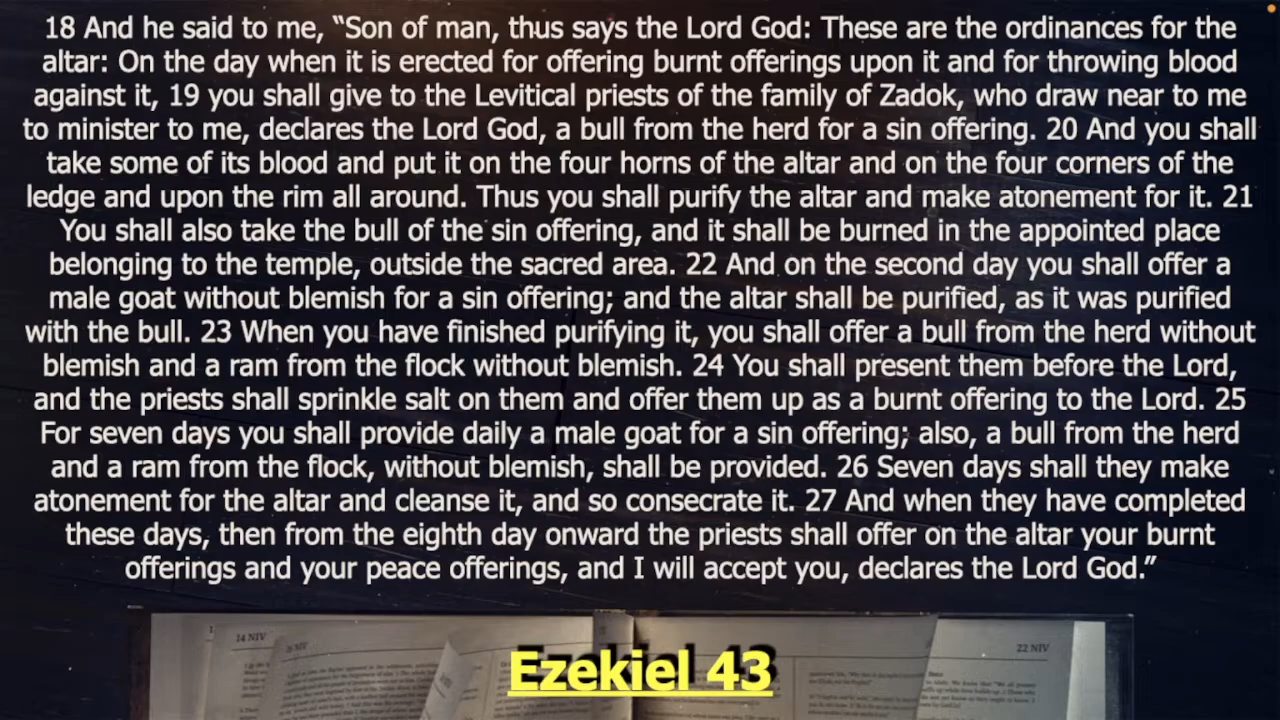 18 And he said to me, “Son of man, thus says the Lord God: These are the ordinances for the
altar: On the day when it is erected for offering burnt offerings upon it and for throwing blood
against it, 19 you shall give to the Levitical priests of the family of Zadok, who draw near to me
to minister to me, declares the Lord God, a bull from the herd for a sin offering. 20 And you shall
take some of its blood and put it on the four horns of the altar and on the four corners of the
ledge and upon the rim all around. Thus you shall purify the altar and make atonement for it. 21
You shall also take the bull of the sin offering, and it shall be burned in the appointed place
belonging to the temple, outside the sacred area. 22 And on the second day you shall offer a
male goat without blemish for a sin offering; and the altar shall be purified, as it was purified
with the bull. 23 When you have finished purifying it, you shall offer a bull from the herd without
blemish and a ram from the flock without blemish. 24 You shall present them before the Lord,
and the priests shall sprinkle salt on them and offer them up as a burnt offering to the Lord. 25
For seven days you shall provide daily a male goat for a sin offering; also, a bull from the herd
and a ram from the flock, without blemish, shall be provided. 26 Seven days shall they make
atonement for the altar and cleanse it, and so consecrate it. 27 And when they have completed
these days, then from the eighth day onward the priests shall offer on the altar your burnt
offerings and your peace offerings, and I will accept you, declares the Lord God.”
14 NIV
22 NIV
Ezekiel 43